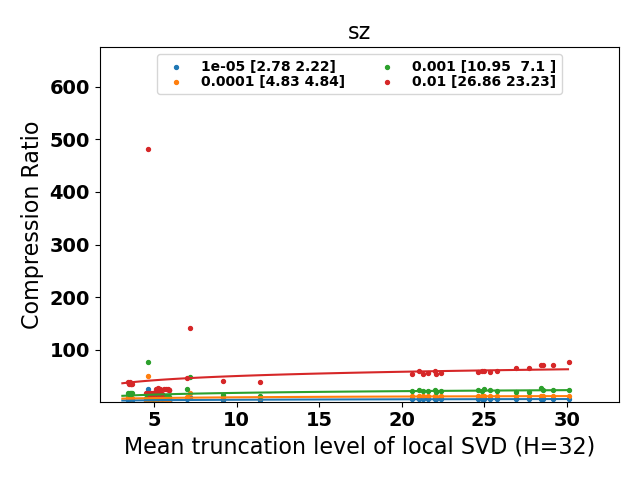 sz
1e-05 [2.78 2.22]
0.0001 [4.83 4.84]
0.001 [10.95  7.1 ]
0.01 [26.86 23.23]
Compression Ratio
600
500
400
300
200
100
5 10 15 20 25 30
Mean truncation level of local SVD (H=32)